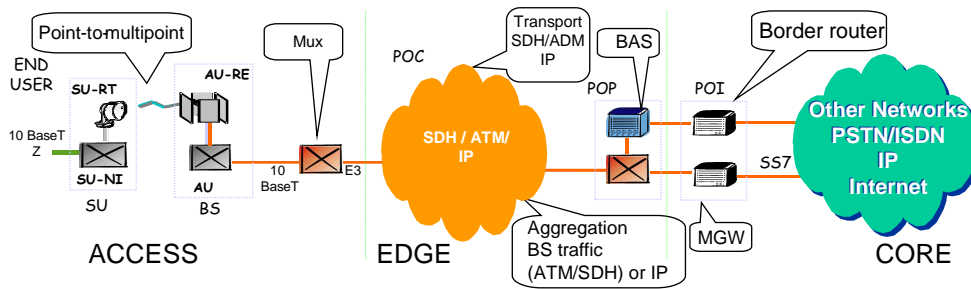 Point-to-multipoint
Mux
POC
Transport
SDH/ADM
IP
BAS
Border router
END
USER
SU-RT
AU-RE
POP
POI
10 BaseT
Z
SU-NI
SU
AU
BS
10
BaseT
E3
SDH / ATM/
IP
SS7
Other Networks
PSTN/ISDN
IP
Internet
Aggregation
BS traffic
(ATM/SDH) or IP
MGW
ACCESS
EDGE
CORE